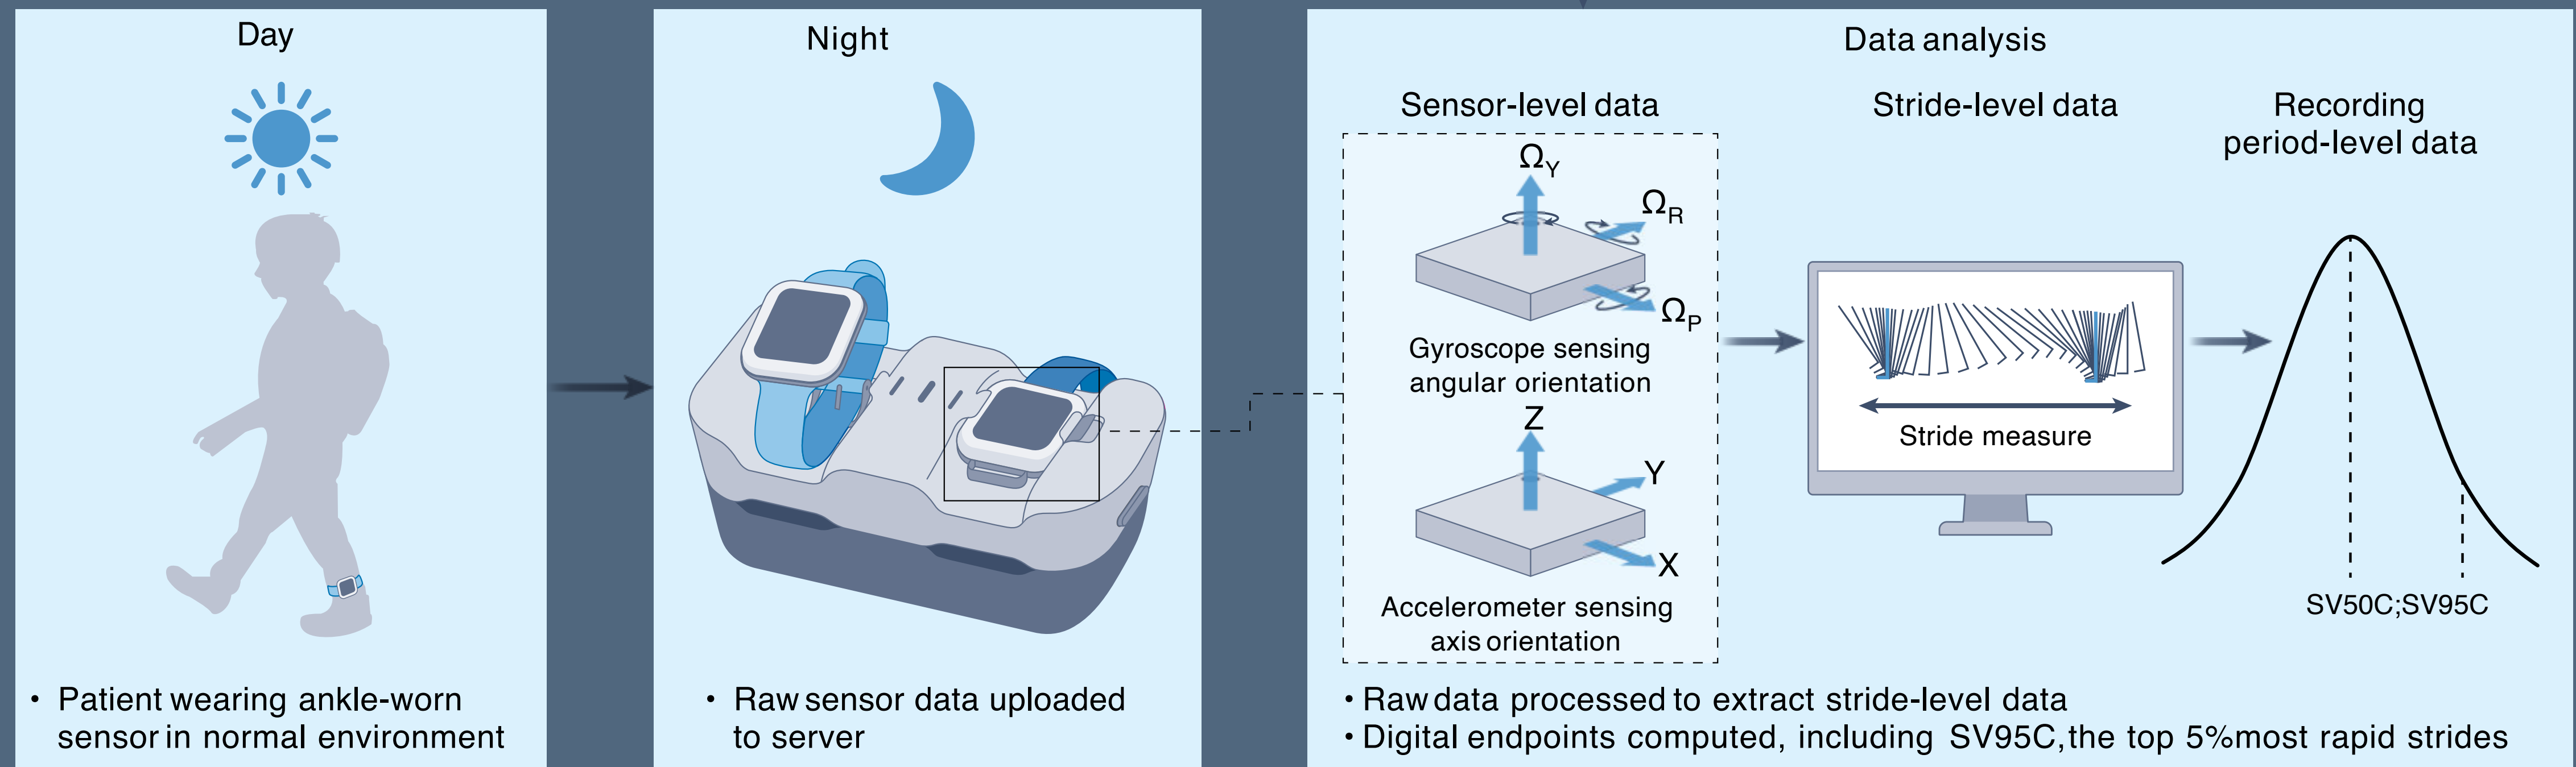 Day
• Patient wearing ankle-worn
sensor in normal environment
Night
• Raw sensor data uploaded
to server
Data analysis
Sensor-level data
ΩY
ΩR
ΩP
Gyroscope sensing
angular orientation
Z
Y
X
Accelerometer sensing
axis orientation
Stride-level data
Stride measure
Recording
period-level data
SV50C;SV95C
• Raw data processed to extract stride-level data
• Digital endpoints computed, including SV95C,the top 5%most rapid strides